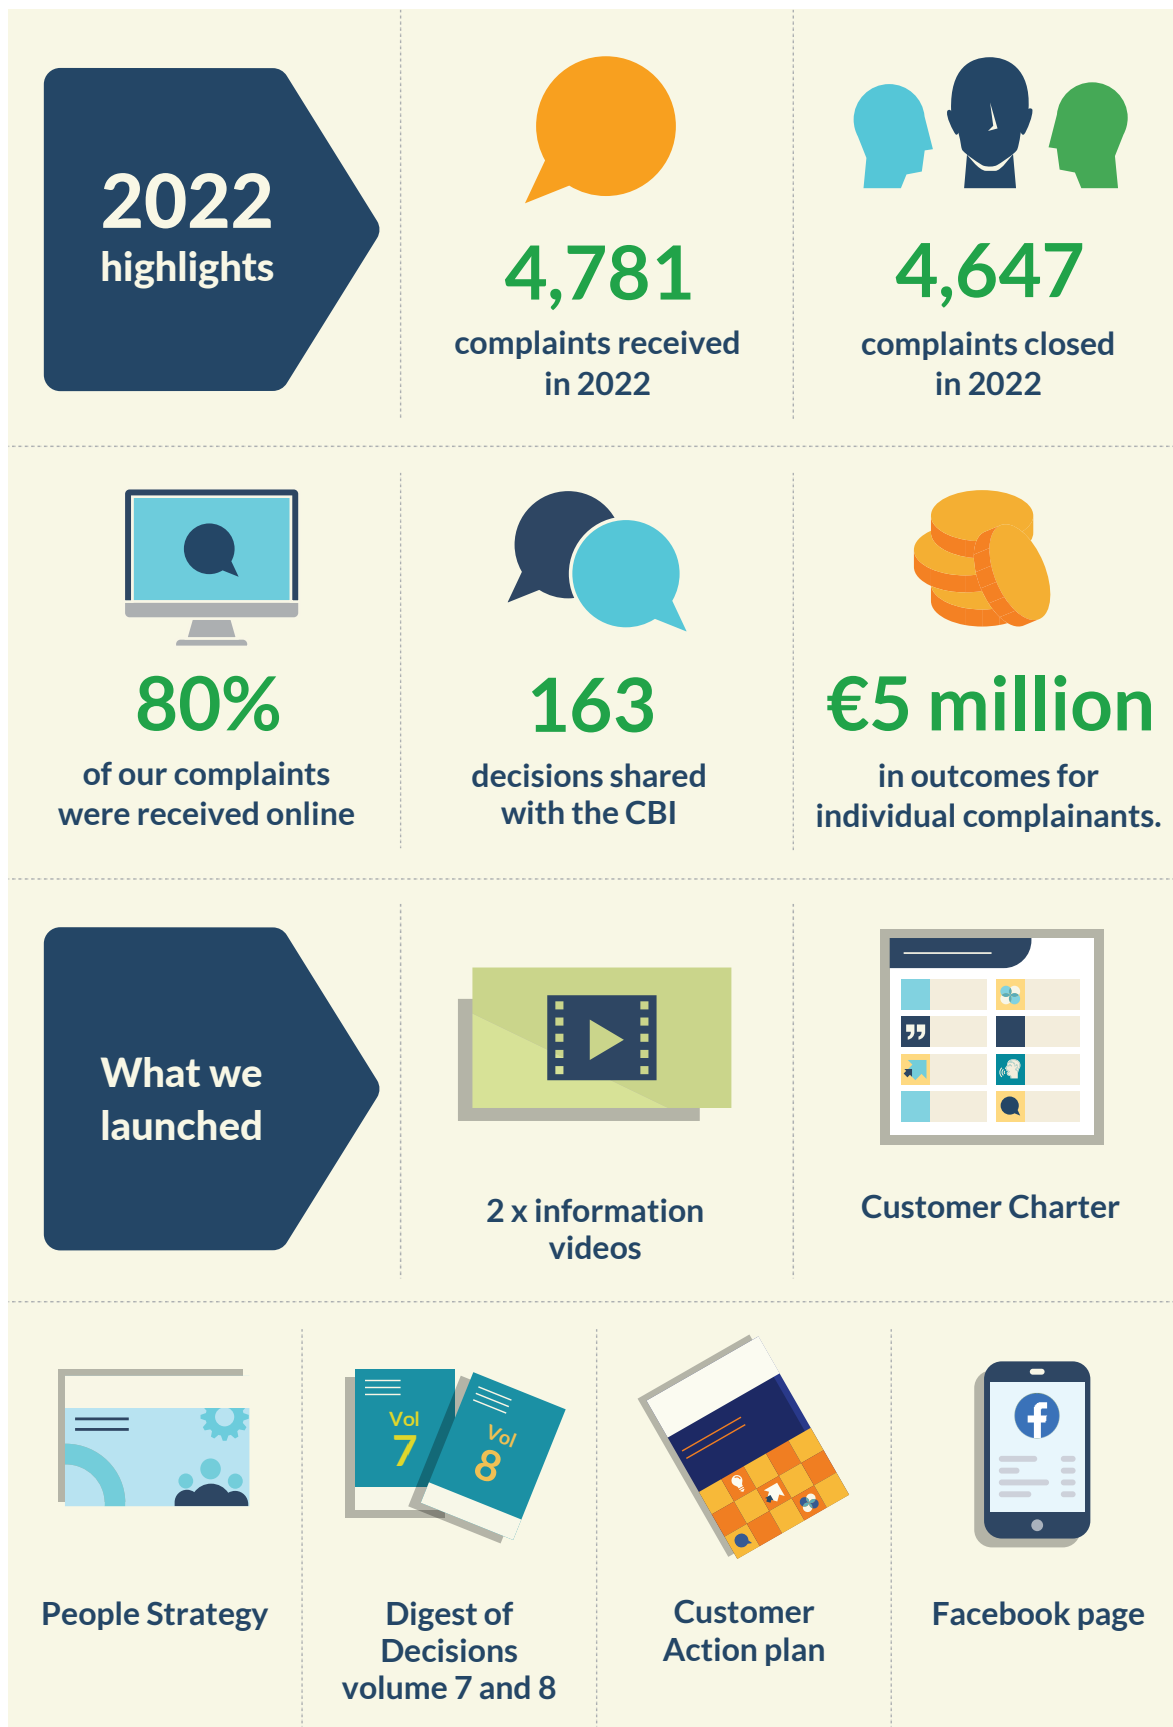 2022
highlights
4,781
complaints received
in 2022
4,647
complaints closed
in 2022
80%
of our complaints
were received online
163
decisions shared
with the CBI
€5 million
in outcomes for
individual complainants.
What we
launched
2 x information
videos
Customer Charter
People Strategy
Vol
7
Vol
8
Digest of
Decisions
volume 7 and 8
Customer
Action plan
Facebook page